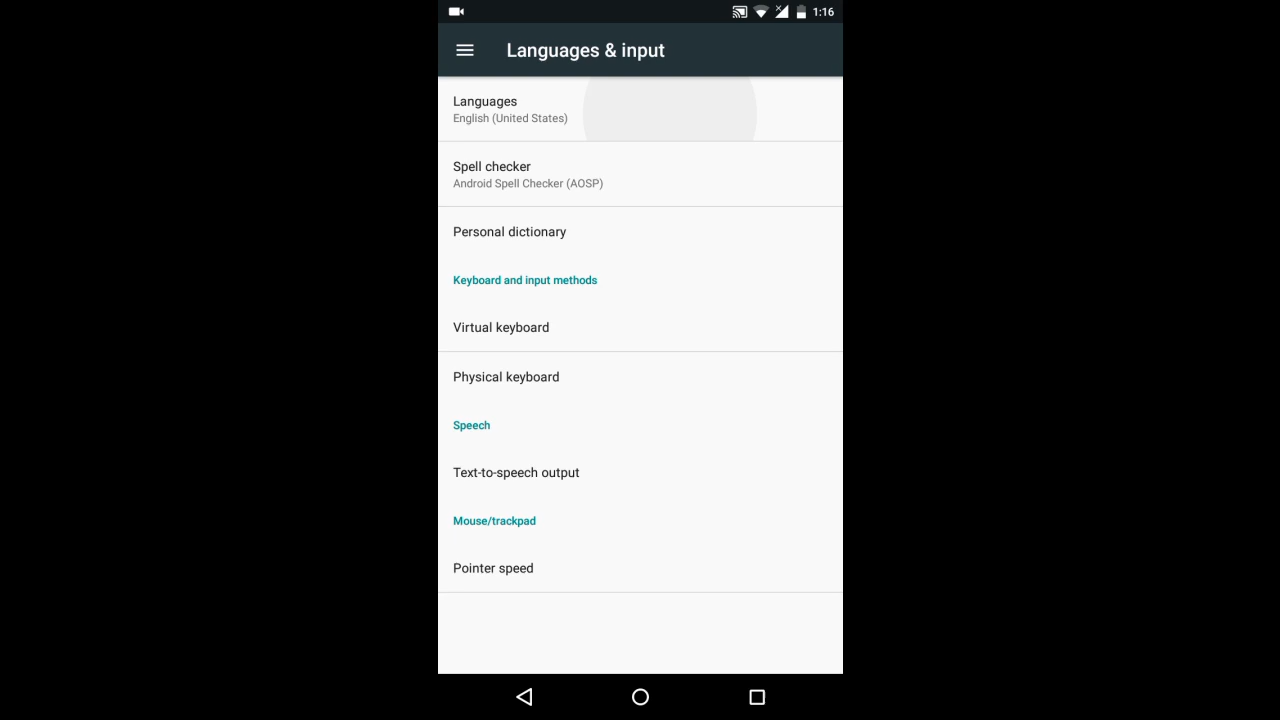 1:16
Languages & input
Languages
English (United States)
Spell checker
Android Spell Checker (AOSP)
Personal dictionary
Keyboard and input methods
Virtual keyboard
Physical keyboard
Speech
Text-to-speech output
Mouse/trackpad
Pointer speed